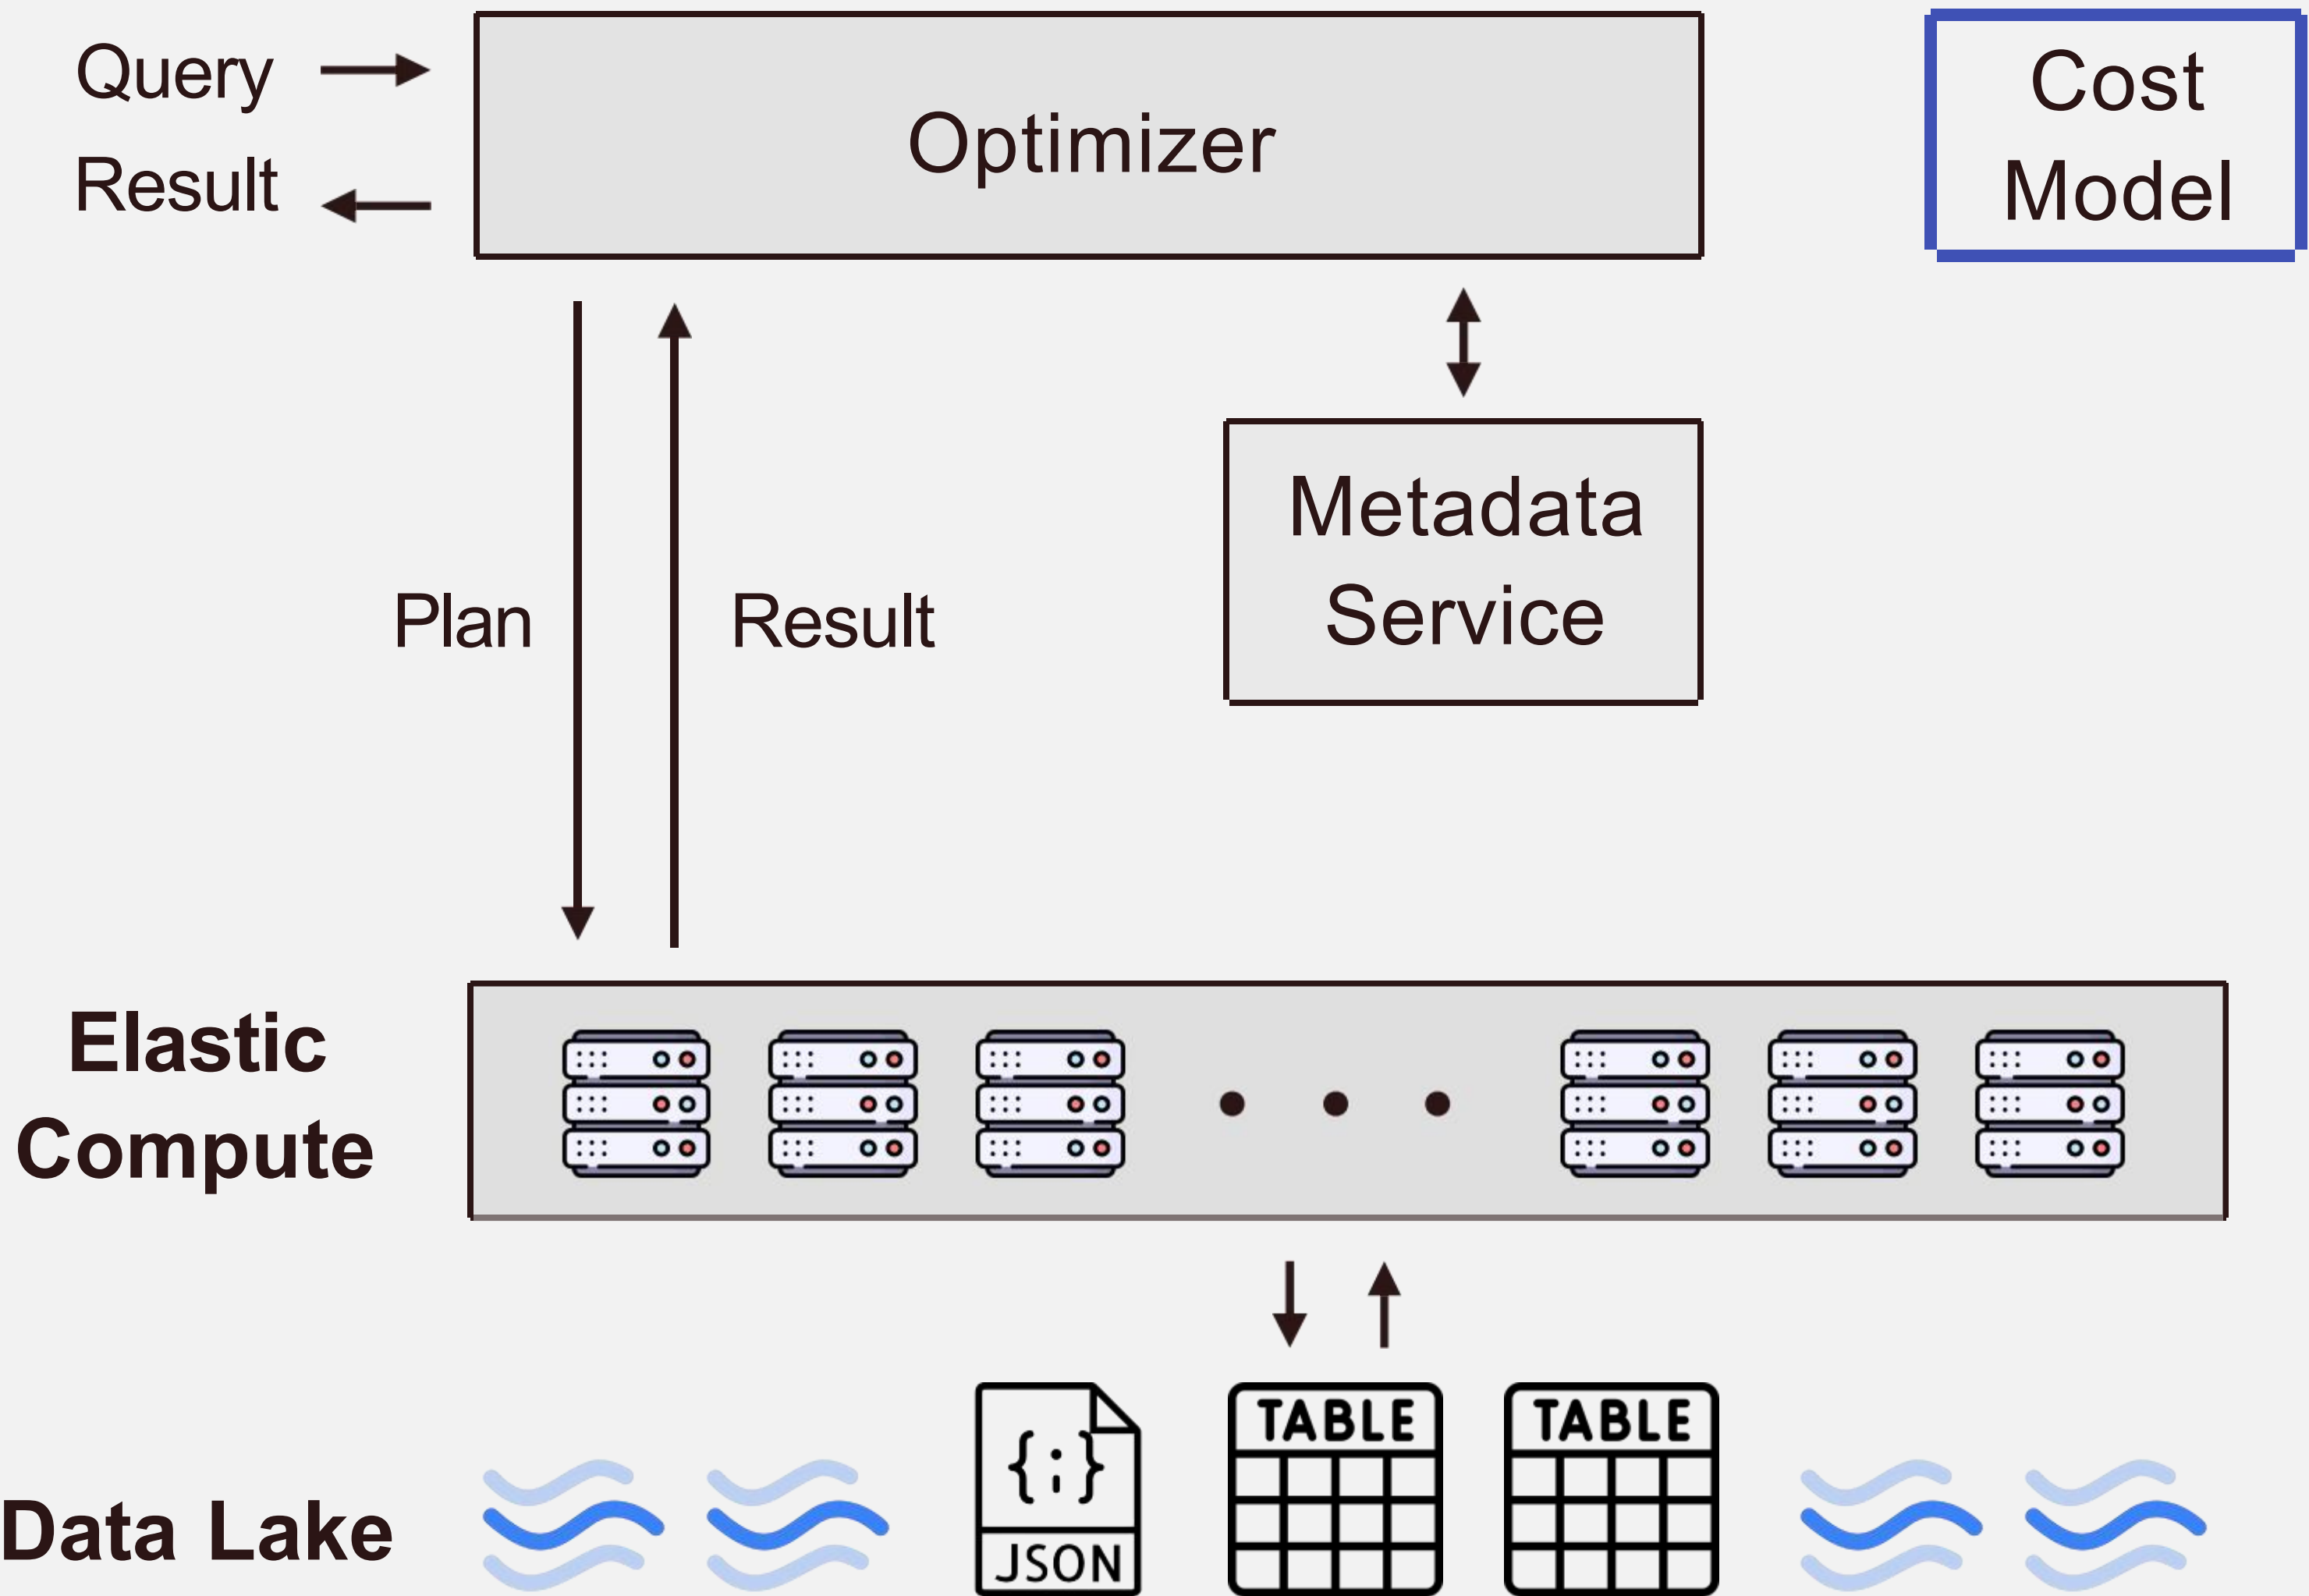 Query
Result
Optimizer
Cost
Model
Metadata
Service
Plan
Result
Elastic
Compute
Data Lake
{:}
JSON
TABLE
TABLE